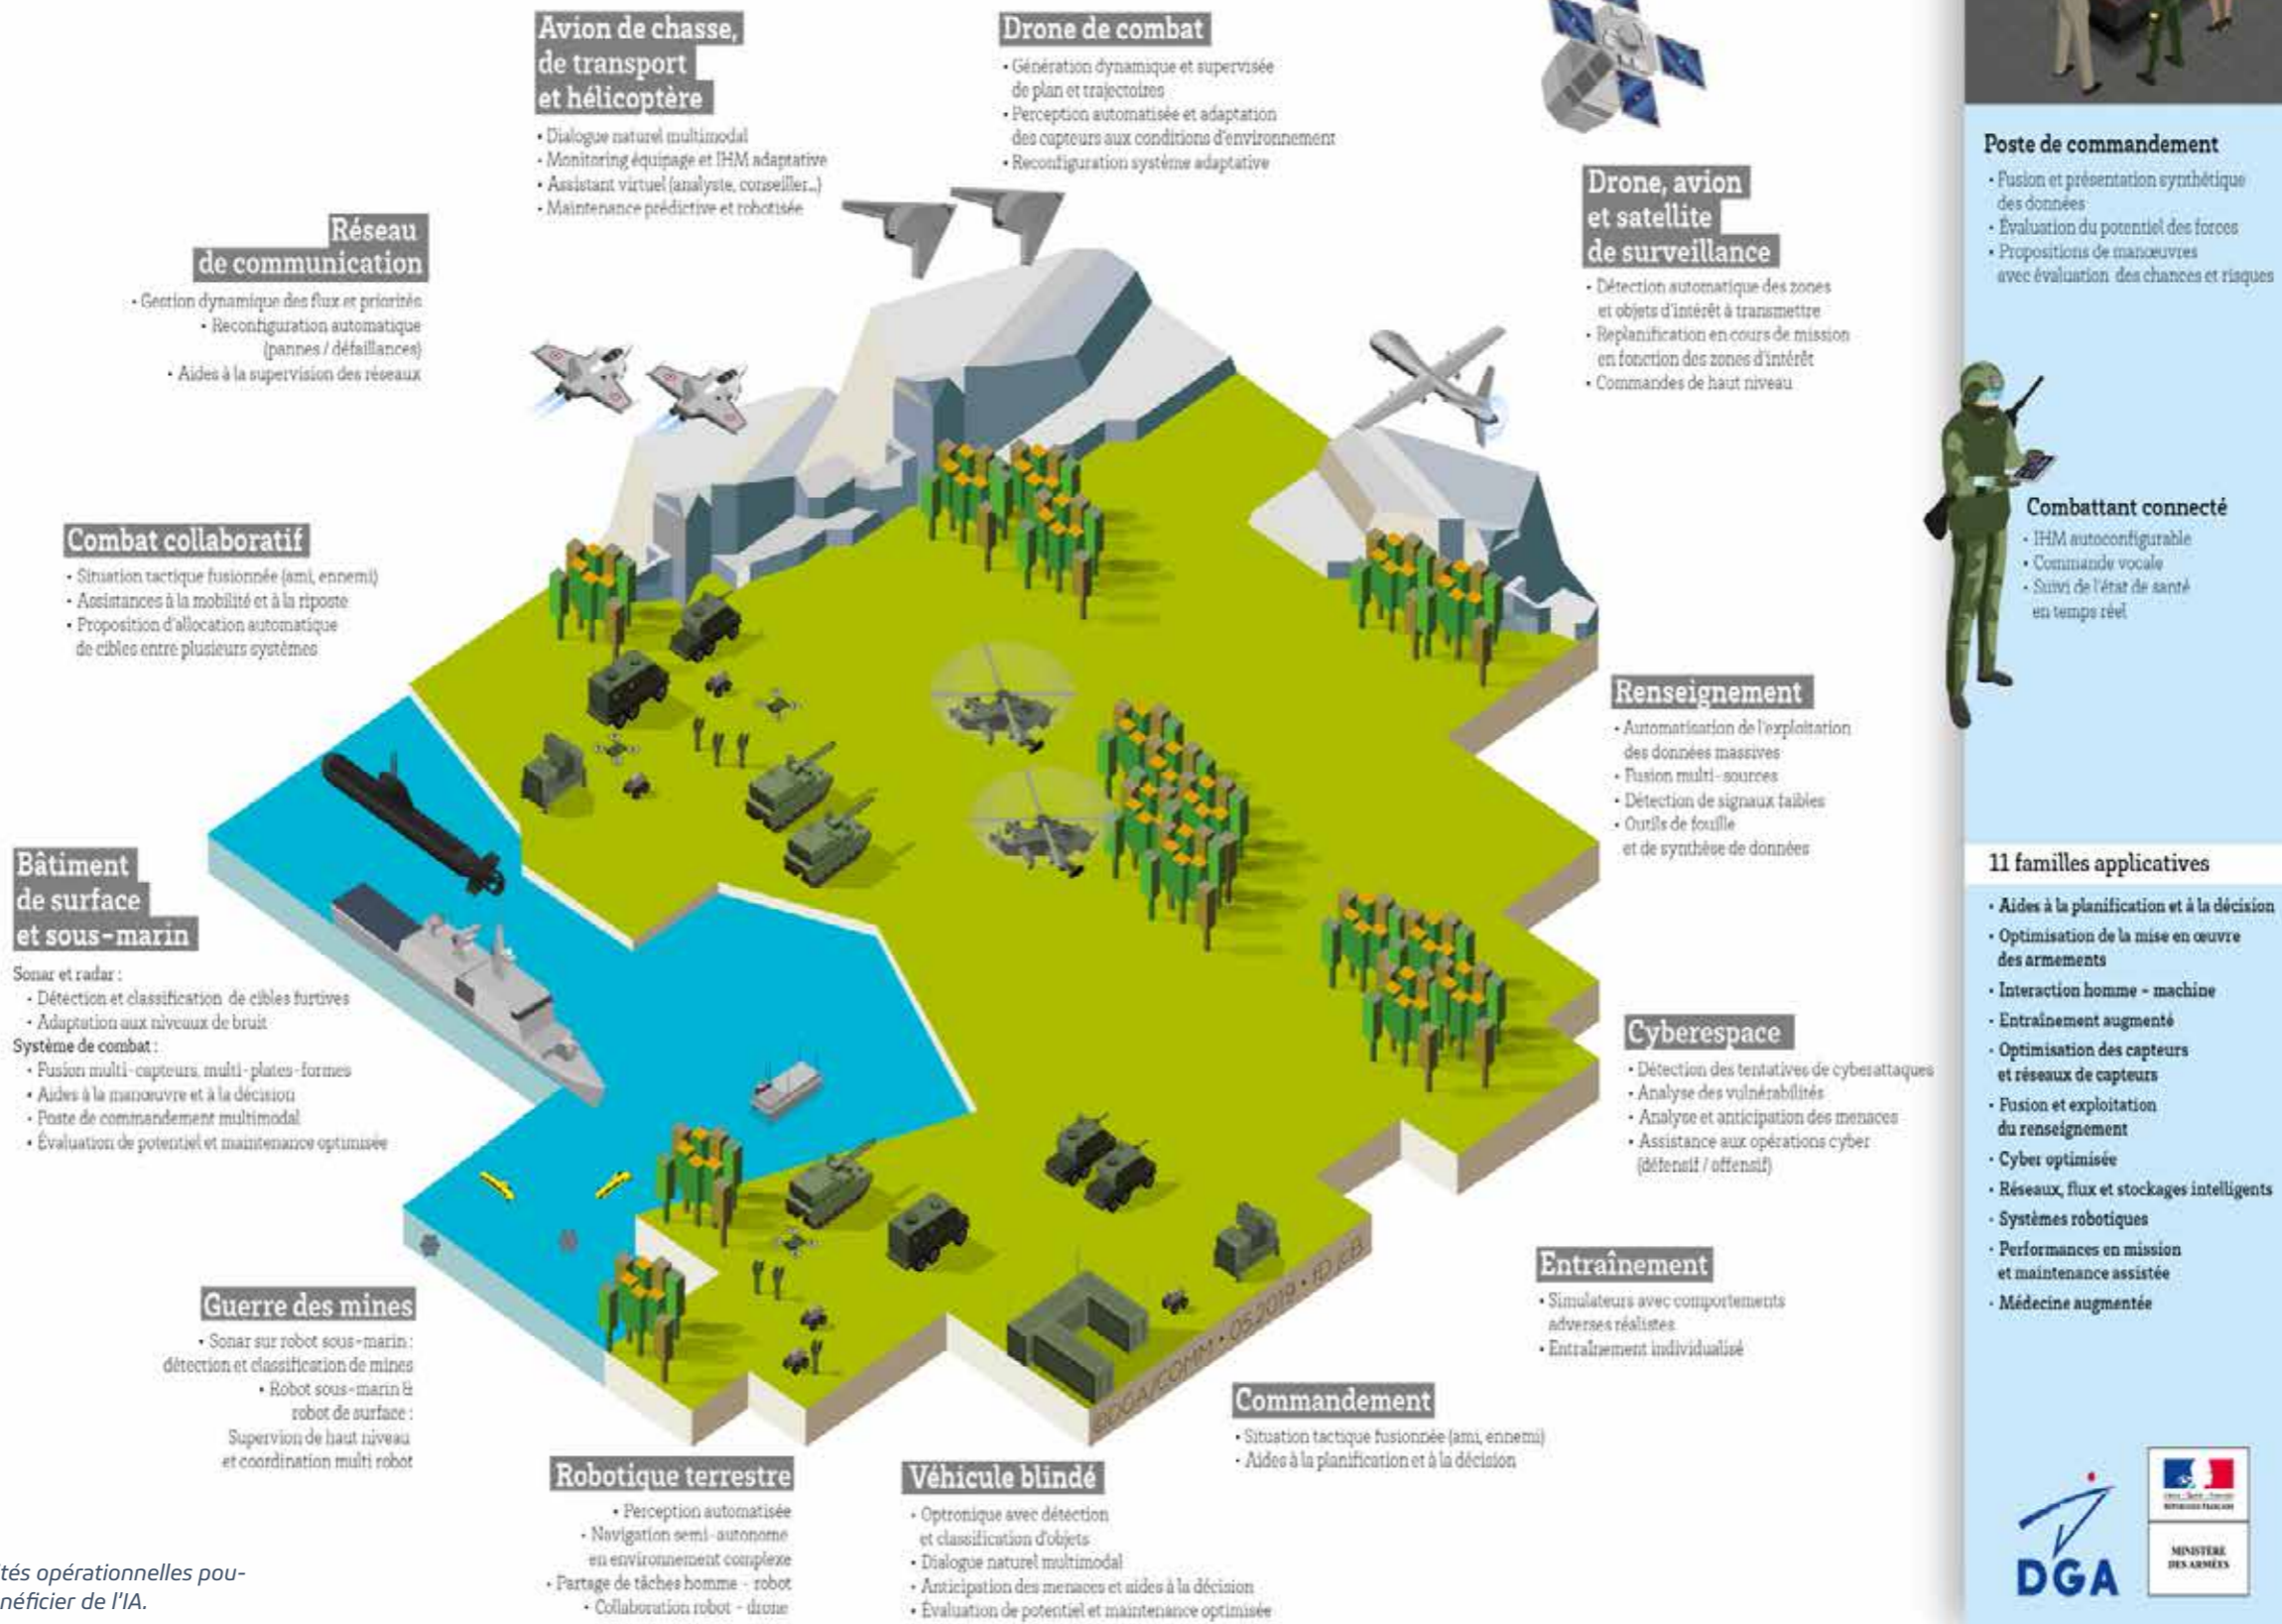 Avion de chasse,
de transport
et hélicoptère
• Dialogue naturel multimodal
• Monitoring équipage et IHM adaptative
• Assistant virtuel (analyste, conseiller...)
• Maintenance prédictive et robotisée
Drone de combat
• Génération dynamique et supervisée
de plan et trajectoires
• Perception automatisée et adaptation
des capteurs aux conditions d'environnement
• Reconfiguration système adaptative
Drone, avion
et satellite
de surveillance
• Détection automatique des zones
et objets d'intérêt à transmettre
• Replanification en cours de mission
en fonction des zones d'intérêt
• Commandes de haut niveau
Réseau
de communication
• Gestion dynamique des flux et priorités
• Reconfiguration automatique
(pannes / défaillances)
• Aides à la supervision des réseaux
Combat collaboratif
• Situation tactique fusionnée (ami, ennemi)
• Assistances à la mobilité et à la riposte
• Proposition d'allocation automatique
de cibles entre plusieurs systèmes
Renseignement
• Automatisation de l'exploitation
des données massives
• Fusion multi-sources
• Détection de signaux faibles
• Outils de fouille
et de synthèse de données
Bâtiment
de surface
et sous-marin
Sonar et radar :
• Détection et classification de cibles furtives
• Adaptation aux niveaux de bruit
Système de combat :
• Fusion multi-capteurs, multi-plates-formes
• Aides à la manœuvre et à la décision
• Poste de commandement multimodal
• Évaluation de potentiel et maintenance optimisée
Cyberespace
• Détection des tentatives de cyberattaques
• Analyse des vulnérabilités
• Analyse et anticipation des menaces
• Assistance aux opérations cyber
(défensif / offensif)
Guerre des mines
• Sonar sur robot sous-marin :
détection et classification de mines
• Robot sous-marin &
robot de surface :
Supervion de haut niveau
et coordination multi robot
Entraînement
• Simulateurs avec comportements
adverses réalistes
• Entraînement individualisé
©DGA/COMM • 05.2019 •
Commandement
• Situation tactique fusionnée (ami, ennemi)
• Aides à la planification et à la décision
Robotique terrestre
• Perception automatisée
• Navigation semi-autonome
en environnement complexe
• Partage de tâches homme - robot
• Collaboration robot - drone
Véhicule blindé
• Optronique avec détection
et classification d'objets
• Dialogue naturel multimodal
• Anticipation des menaces et aides à la décision
• Évaluation de potentiel et maintenance optimisée
tés opérationnelles pou-
néficier de l'IA.
Poste de commandement
• Fusion et présentation synthétique
des données
• Évaluation du potentiel des forces
• Propositions de manœuvres
avec évaluation des chances et risques
Combattant connecté
• IHM autoconfigurable
• Commande vocale
• Suivi de l'état de santé
en temps réel
11 familles applicatives
• Aides à la planification et à la décision
• Optimisation de la mise en œuvre
des armements
• Interaction homme - machine
• Entraînement augmenté
• Optimisation des capteurs
et réseaux de capteurs
• Fusion et exploitation
du renseignement
• Cyber optimisée
• Réseaux, flux et stockages intelligents
• Systèmes robotiques
• Performances en mission
et maintenance assistée
• Médecine augmentée
DGA
RÉPUBLIQUE FRANÇAISE
MINISTÈRE
DES ARMÉES